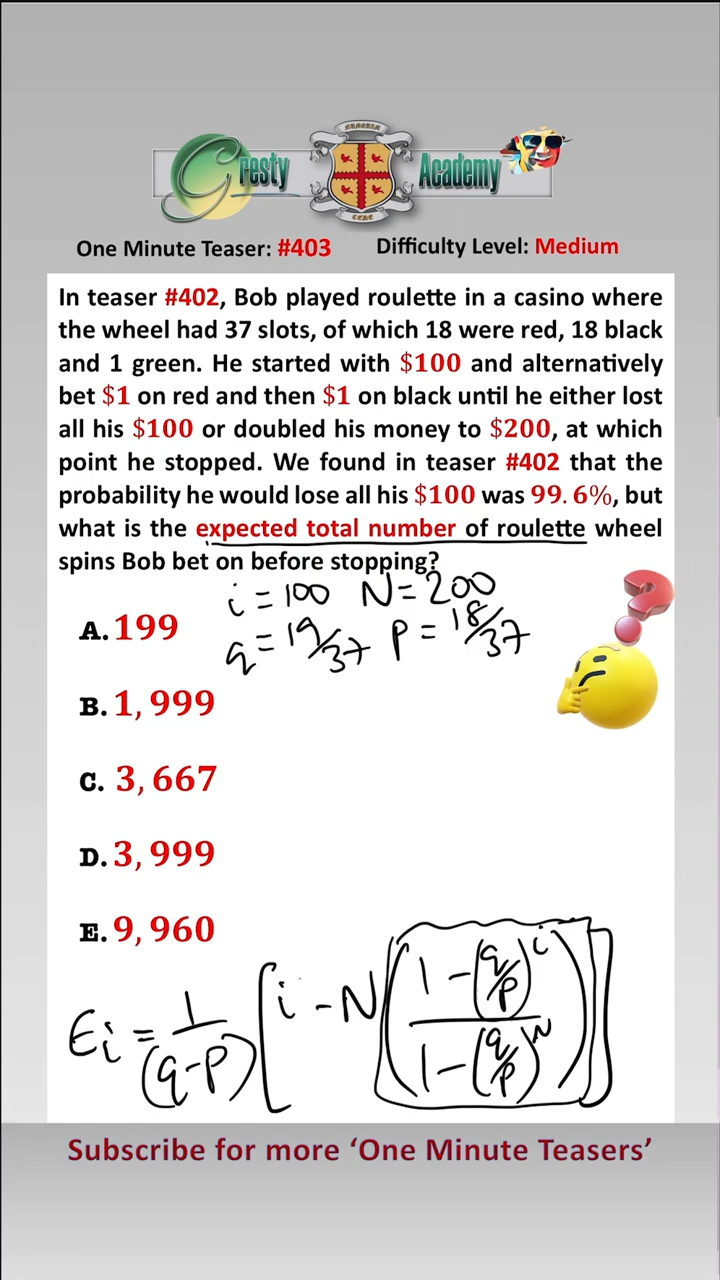 NUMORUM
Gresty Academy
CEDE
One Minute Teaser: #403 Difficulty Level: Medium
In teaser #402, Bob played roulette in a casino where
the wheel had 37 slots, of which 18 were red, 18 black
and 1 green. He started with $100 and alternatively
bet $1 on red and then $1 on black until he either lost
all his $100 or doubled his money to $200, at which
point he stopped. We found in teaser #402 that the
probability he would lose all his $100 was 99.6%, but
what is the expected total number of roulette wheel
spins Bob bet on before stopping?
i = 100 N = 200
A. 199
q = 19/37 p = 18/37
B. 1,999
C. 3,667
D. 3,999
E. 9,960
Ei = 1/(q-p) [i - N((1 - (q/p)^i)/(1 - (q/p)^N))]
Subscribe for more ‘One Minute Teasers’